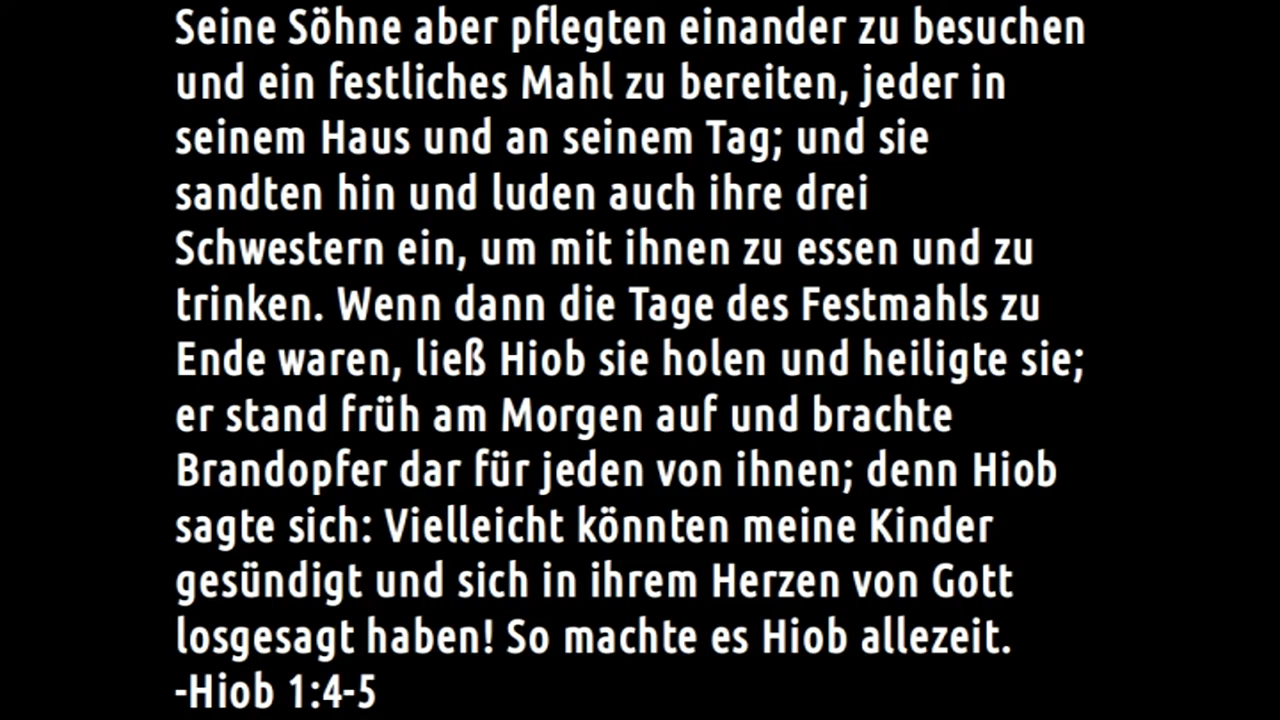 Seine Söhne aber pflegten einander zu besuchen
und ein festliches Mahl zu bereiten, jeder in
seinem Haus und an seinem Tag; und sie
sandten hin und luden auch ihre drei
Schwestern ein, um mit ihnen zu essen und zu
trinken. Wenn dann die Tage des Festmahls zu
Ende waren, ließ Hiob sie holen und heiligte sie;
er stand früh am Morgen auf und brachte
Brandopfer dar für jeden von ihnen; denn Hiob
sagte sich: Vielleicht könnten meine Kinder
gesündigt und sich in ihrem Herzen von Gott
losgesagt haben! So machte es Hiob allezeit.
-Hiob 1:4-5